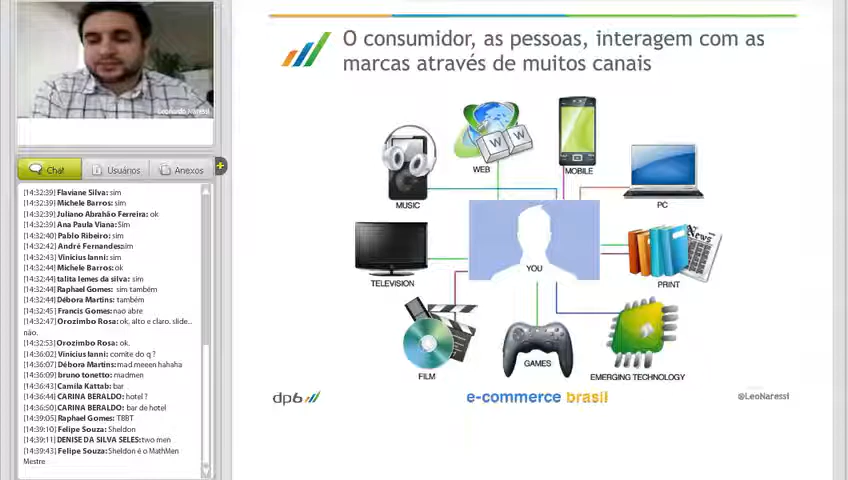 Leonardo Naressi
Chat
Usuários
Anexos
[14:32:39] Flaviane Silva: sim
[14:32:39] Michele Barros: sim
[14:32:39] Juliano Abrahão Ferreira: ok
[14:32:39] Ana Paula Viana: Sim
[14:32:40] Pablo Ribeiro: sim
[14:32:42] André Fernandes: sim
[14:32:43] Vinicius Ianni: sim
[14:32:44] Michele Barros: ok
[14:32:44] talita lemes da silva: sim
[14:32:44] Raphael Gomes: sim também
[14:32:44] Débora Martins: também
[14:32:45] Francis Gomes: nao abre
[14:32:47] Orozimbo Rosa: ok, alto e claro. slide...
não.
[14:32:53] Orozimbo Rosa: ok.
[14:36:02] Vinicius Ianni: comite do q ?
[14:36:07] Débora Martins: mad meeen hahaha
[14:36:09] bruno tonetto: madmen
[14:36:43] Camila Kattab: bar .
[14:36:44] CARINA BERALDO: hotel ?
[14:36:50] CARINA BERALDO: bar de hotel
[14:39:05] Raphael Gomes: TBBT
[14:39:10] Felipe Souza: Sheldon
[14:39:11] DENISE DA SILVA SELES: two men
[14:39:43] Felipe Souza: Sheldon é o MathMen
Mestre
O consumidor, as pessoas, interagem com as
marcas através de muitos canais
MUSIC
WEB
W W
MOBILE
PC
TELEVISION
YOU
News
PRINT
FILM
GAMES
EMERGING TECHNOLOGY
dp6
e-commerce brasil
@LeoNaressi